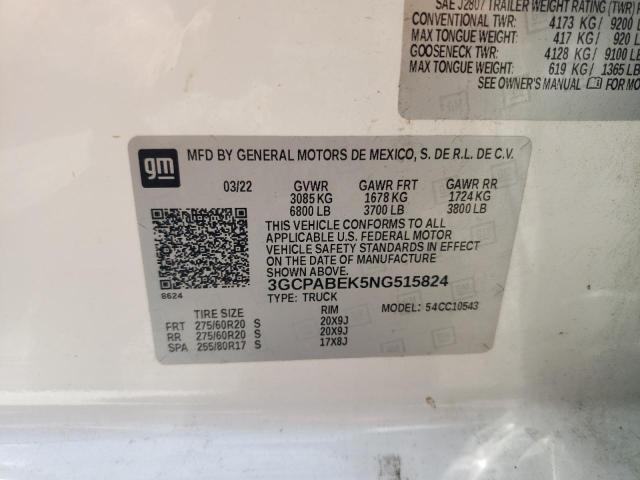 SAE J2807 TRAILER WEIGHT RATING (TWR)
CONVENTIONAL TWR: 4173 KG / 9200 L
MAX TONGUE WEIGHT: 417 KG / 920 L
GOOSENECK TWR: 4128 KG / 9100 L
MAX TONGUE WEIGHT: 619 KG / 1365 LB
SEE OWNER'S MANUAL FOR MO
gm
MFD BY GENERAL MOTORS DE MEXICO, S. DE R.L. DE C.V.
03/22 GVWR GAWR FRT GAWR RR
3085 KG 1678 KG 1724 KG
6800 LB 3700 LB 3800 LB
THIS VEHICLE CONFORMS TO ALL
APPLICABLE U.S. FEDERAL MOTOR
VEHICLE SAFETY STANDARDS IN EFFECT
ON THE DATE OF MANUFACTURE
SHOWN ABOVE.
3GCPABEK5NG515824
8624
TYPE: TRUCK
TIRE SIZE RIM MODEL: 54CC10543
FRT 275/60R20 S 20X9J
RR 275/60R20 S 20X9J
SPA 255/80R17 S 17X8J